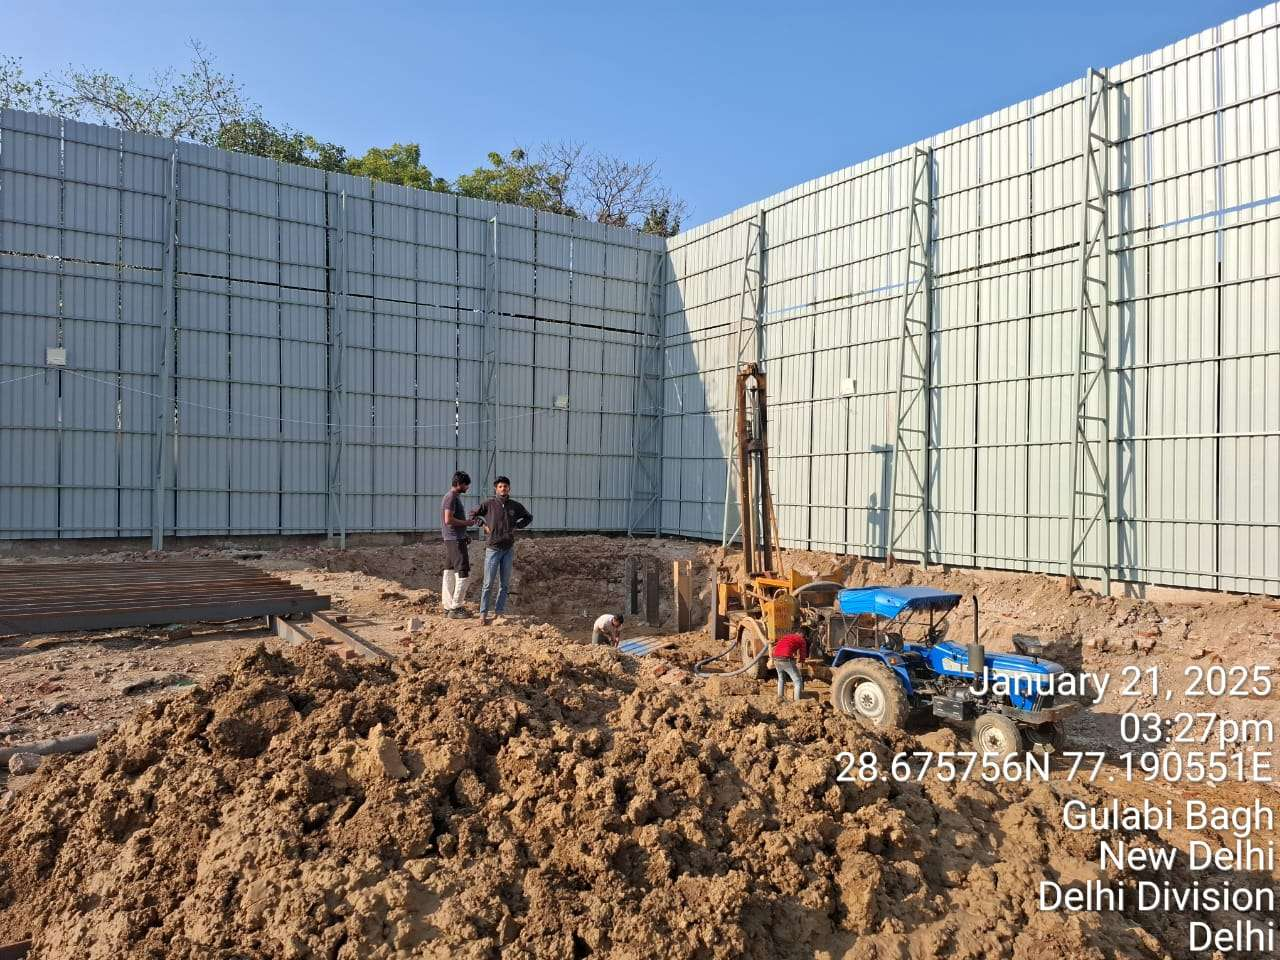 January 21, 2025
03:27pm
28.675756N 77.190551E
Gulabi Bagh
New Delhi
Delhi Division
Delhi